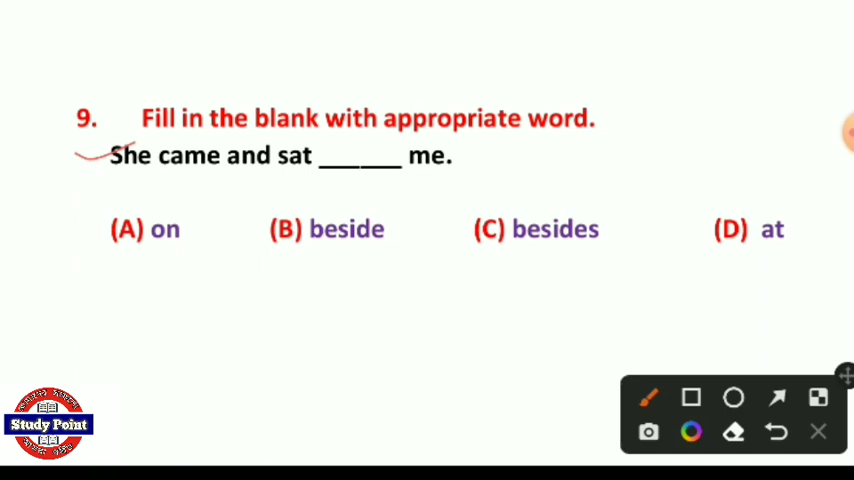 9. Fill in the blank with appropriate word.
She came and sat ______ me.
(A) on (B) beside (C) besides (D) at
Study Point